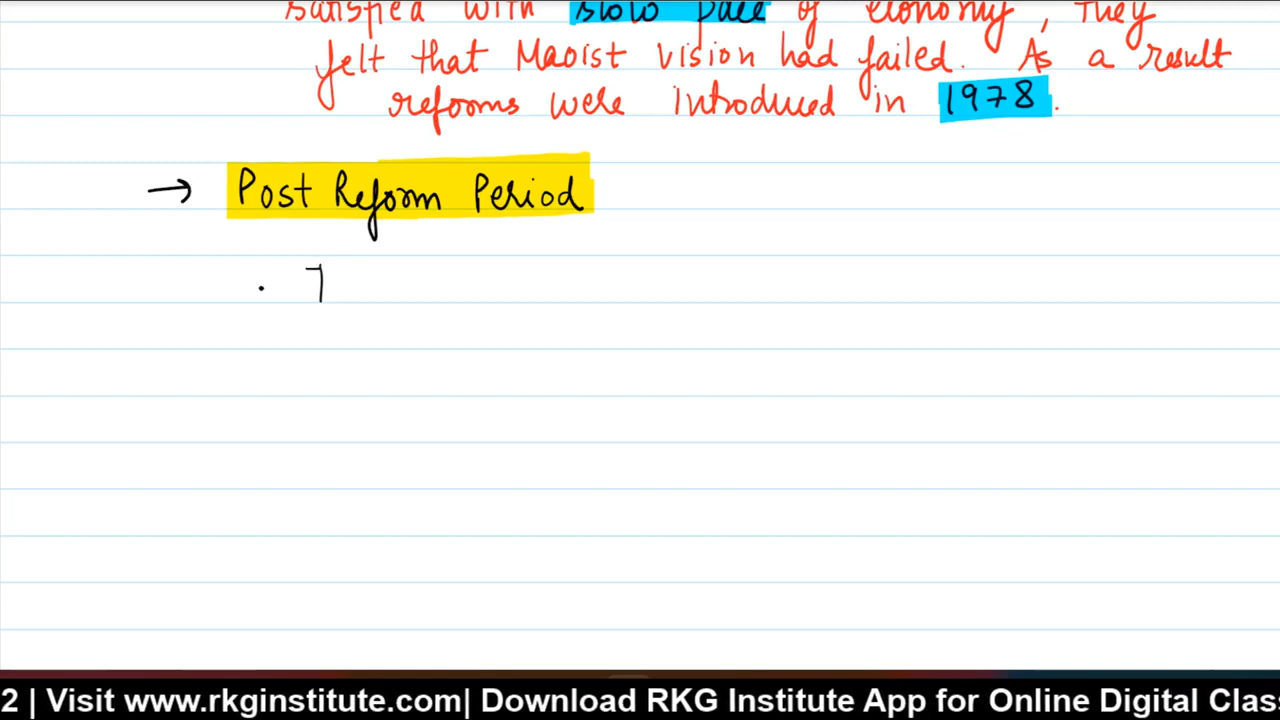 satisfied with slow pace of economy, they
felt that Maoist vision had failed. As a result
reforms were introduced in 1978.
→ Post Reform Period
. T
2 | Visit www.rkginstitute.com| Download RKG Institute App for Online Digital Clas